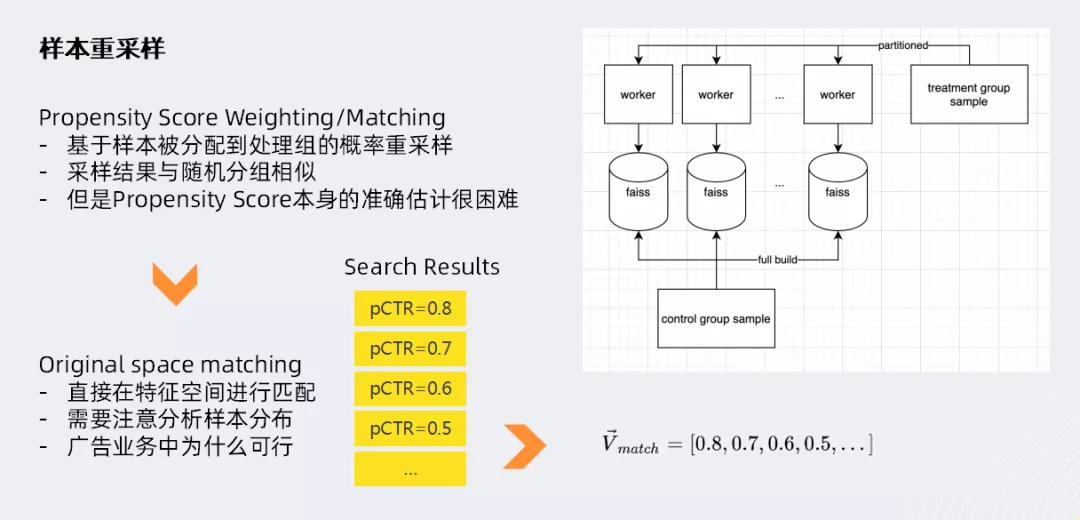 样本重采样
Propensity Score Weighting/Matching
- 基于样本被分配到处理组的概率重采样
- 采样结果与随机分组相似
- 但是Propensity Score本身的准确估计很困难
Original space matching
- 直接在特征空间进行匹配
- 需要注意分析样本分布
- 广告业务中为什么可行
Search Results
pCTR=0.8
pCTR=0.7
pCTR=0.6
pCTR=0.5
...
partitioned
worker
worker
...
worker
treatment group
sample
faiss
faiss
...
faiss
full build
control group sample
$\vec{V}_{match} = [0.8, 0.7, 0.6, 0.5, \ldots]$